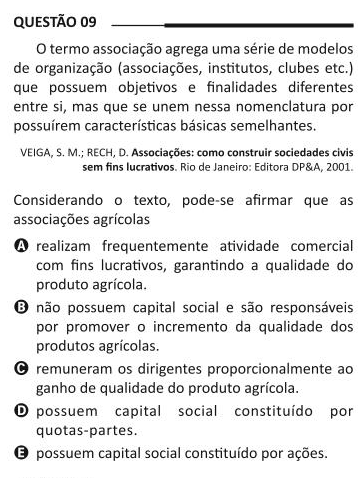 QUESTÃO 09
O termo associação agrega uma série de modelos
de organização (associações, institutos, clubes etc.)
que possuem objetivos e finalidades diferentes
entre si, mas que se unem nessa nomenclatura por
possuírem características básicas semelhantes.
VEIGA, S. M.; RECH, D. Associações: como construir sociedades civis
sem fins lucrativos. Rio de Janeiro: Editora DP&A, 2001.
Considerando o texto, pode-se afirmar que as
associações agrícolas
A realizam frequentemente atividade comercial
com fins lucrativos, garantindo a qualidade do
produto agrícola.
B não possuem capital social e são responsáveis
por promover o incremento da qualidade dos
produtos agrícolas.
C remuneram os dirigentes proporcionalmente ao
ganho de qualidade do produto agrícola.
D possuem capital social constituído por
quotas-partes.
E possuem capital social constituído por ações.